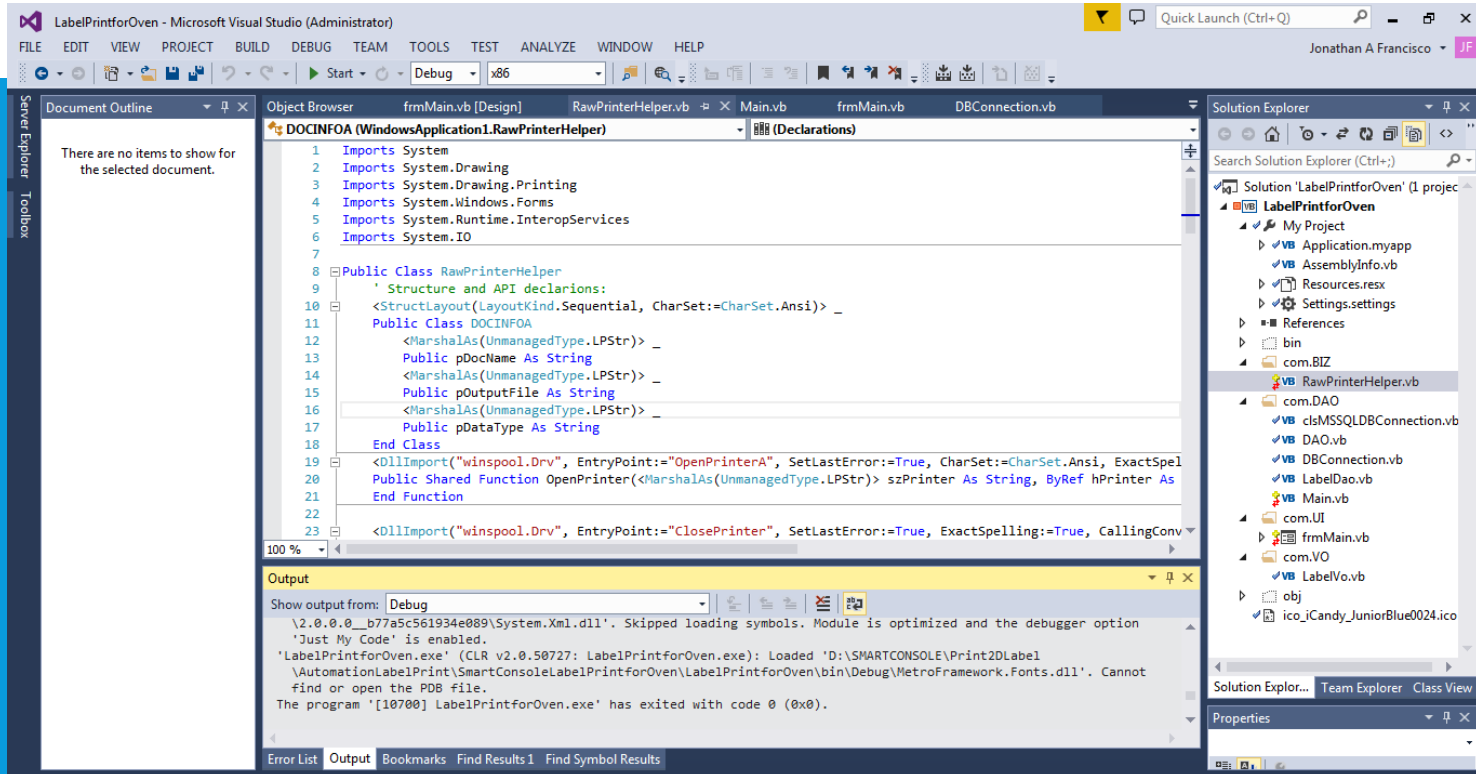 LabelPrintforOven - Microsoft Visual Studio (Administrator)
Quick Launch (Ctrl+Q)
FILE EDIT VIEW PROJECT BUILD DEBUG TEAM TOOLS TEST ANALYZE WINDOW HELP
Jonathan A Francisco
JF
Start Debug x86
Server Explorer
Toolbox
Document Outline
There are no items to show for
the selected document.
Object Browser frmMain.vb [Design] RawPrinterHelper.vb Main.vb frmMain.vb DBConnection.vb
DOCINFOA (WindowsApplication1.RawPrinterHelper) (Declarations)
1 Imports System
2 Imports System.Drawing
3 Imports System.Drawing.Printing
4 Imports System.Windows.Forms
5 Imports System.Runtime.InteropServices
6 Imports System.IO
7
8 Public Class RawPrinterHelper
9 ' Structure and API declarions:
10 <StructLayout(LayoutKind.Sequential, CharSet:=CharSet.Ansi)> _
11 Public Class DOCINFOA
12 <MarshalAs(UnmanagedType.LPStr)> _
13 Public pDocName As String
14 <MarshalAs(UnmanagedType.LPStr)> _
15 Public pOutputFile As String
16 <MarshalAs(UnmanagedType.LPStr)> _
17 Public pDataType As String
18 End Class
19 <DllImport("winspool.Drv", EntryPoint:="OpenPrinterA", SetLastError:=True, CharSet:=CharSet.Ansi, ExactSpel
20 Public Shared Function OpenPrinter(<MarshalAs(UnmanagedType.LPStr)> szPrinter As String, ByRef hPrinter As
21 End Function
22
23 <DllImport("winspool.Drv", EntryPoint:="ClosePrinter", SetLastError:=True, ExactSpelling:=True, CallingConv
100 %
Output
Show output from: Debug
\2.0.0.0__b77a5c561934e089\System.Xml.dll'. Skipped loading symbols. Module is optimized and the debugger option
'Just My Code' is enabled.
'LabelPrintforOven.exe' (CLR v2.0.50727: LabelPrintforOven.exe): Loaded 'D:\SMARTCONSOLE\Print2DLabel
\AutomationLabelPrint\SmartConsoleLabelPrintforOven\LabelPrintforOven\bin\Debug\MetroFramework.Fonts.dll'. Cannot
find or open the PDB file.
The program '[10700] LabelPrintforOven.exe' has exited with code 0 (0x0).
Error List Output Bookmarks Find Results 1 Find Symbol Results
Solution Explorer
Search Solution Explorer (Ctrl+;)
Solution 'LabelPrintforOven' (1 projec
VB LabelPrintforOven
My Project
VB Application.myapp
VB AssemblyInfo.vb
Resources.resx
Settings.settings
References
bin
com.BIZ
VB RawPrinterHelper.vb
com.DAO
VB clsMSSQLDBConnection.vb
VB DAO.vb
VB DBConnection.vb
VB LabelDao.vb
VB Main.vb
com.UI
frmMain.vb
com.VO
VB LabelVo.vb
obj
ico_iCandy_JuniorBlue0024.ico
Solution Explor... Team Explorer Class View
Properties